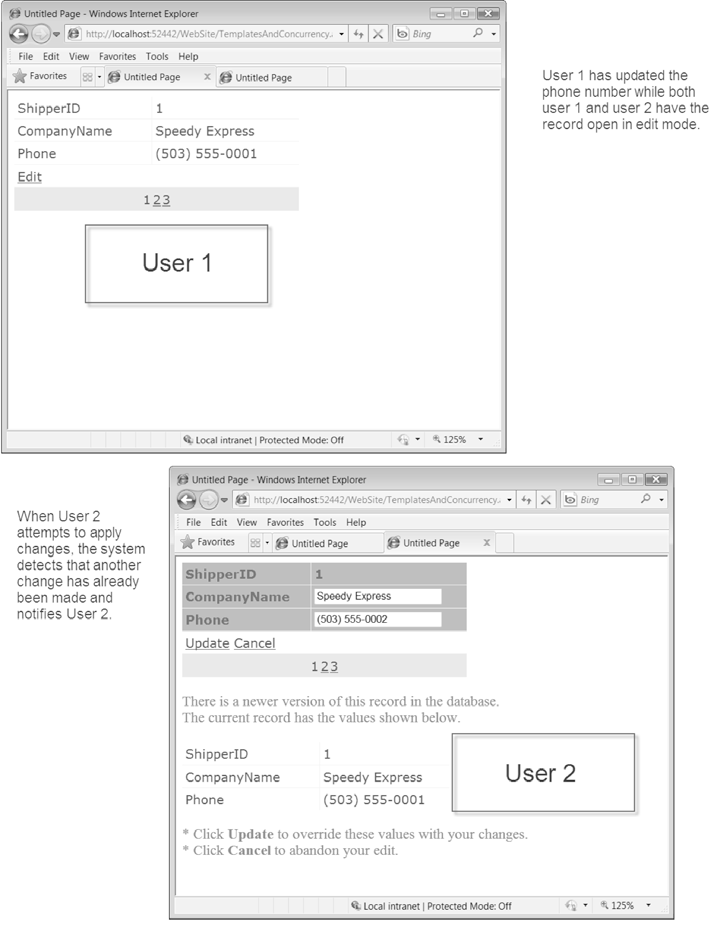 Untitled Page - Windows Internet Explorer
http://localhost:52442/WebSite/TemplatesAndConcurrency.
Bing
File Edit View Favorites Tools Help
Favorites Untitled Page X Untitled Page
ShipperID 1
CompanyName Speedy Express
Phone (503) 555-0001
Edit
1 2 3
User 1
Local intranet | Protected Mode: Off 125%
User 1 has updated the
phone number while both
user 1 and user 2 have the
record open in edit mode.
When User 2
attempts to apply
changes, the system
detects that another
change has already
been made and
notifies User 2.
Untitled Page - Windows Internet Explorer
http://localhost:52442/WebSite/TemplatesAndConcurrency.
Bing
File Edit View Favorites Tools Help
Favorites Untitled Page Untitled Page X
ShipperID 1
CompanyName Speedy Express
Phone (503) 555-0002
Update Cancel
1 2 3
There is a newer version of this record in the database.
The current record has the values shown below.
ShipperID 1
CompanyName Speedy Express
Phone (503) 555-0001
User 2
* Click Update to override these values with your changes.
* Click Cancel to abandon your edit.
Local intranet | Protected Mode: Off 125%